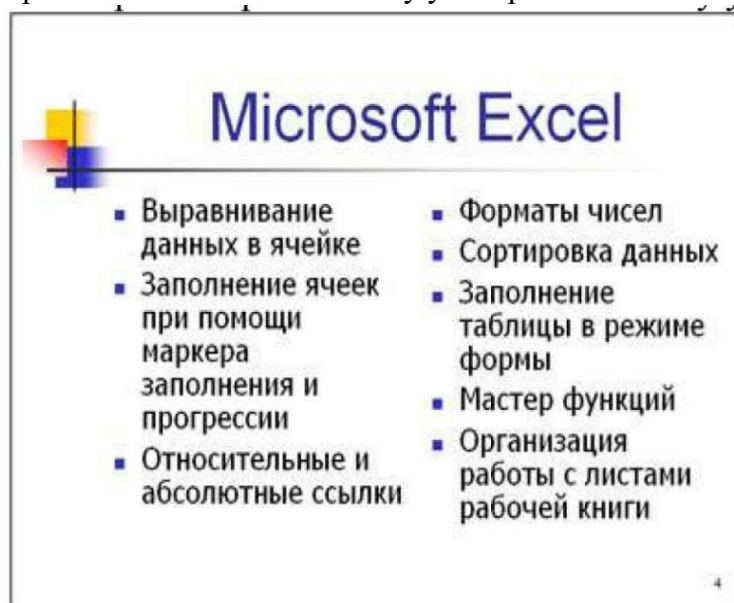 Microsoft Excel
Выравнивание
данных в ячейке
Заполнение ячеек
при помощи
маркера
заполнения и
прогрессии
Относительные и
абсолютные ссылки
Форматы чисел
Сортировка данных
Заполнение
таблицы в режиме
формы
Мастер функций
Организация
работы с листами
рабочей книги
4